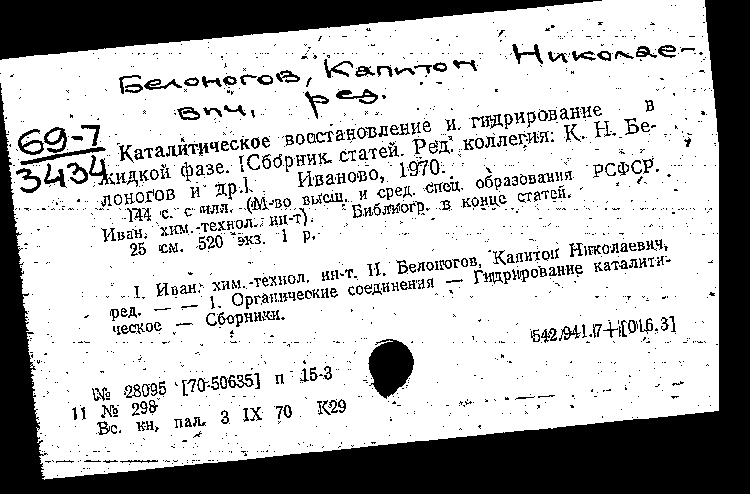 Белоногов, Капитон Николае-
вич, ред.
69-7
3434
Каталитическое восстановление и гидрирование в
жидкой фазе. [Сборник статей. Ред. коллегия: К. Н. Бе-
лоногов и др.]. Иваново, 1970.
144 с. с илл. (М-во высш. и сред. спец. образования РСФСР.
Иван. хим.-технол. ин-т). Библиогр. в конце статей.
25 см. 520 экз. 1 р.
I. Иван. хим.-технол. ин-т. II. Белоногов, Капитон Николаевич,
ред. — — 1. Органические соединения — Гидрирование каталити-
ческое — Сборники.
542.941.7+[016.3]
№ 28095 [70-50635] п 15-3
11 № 298
Вс. кн. пал. 3 IX 70 К29